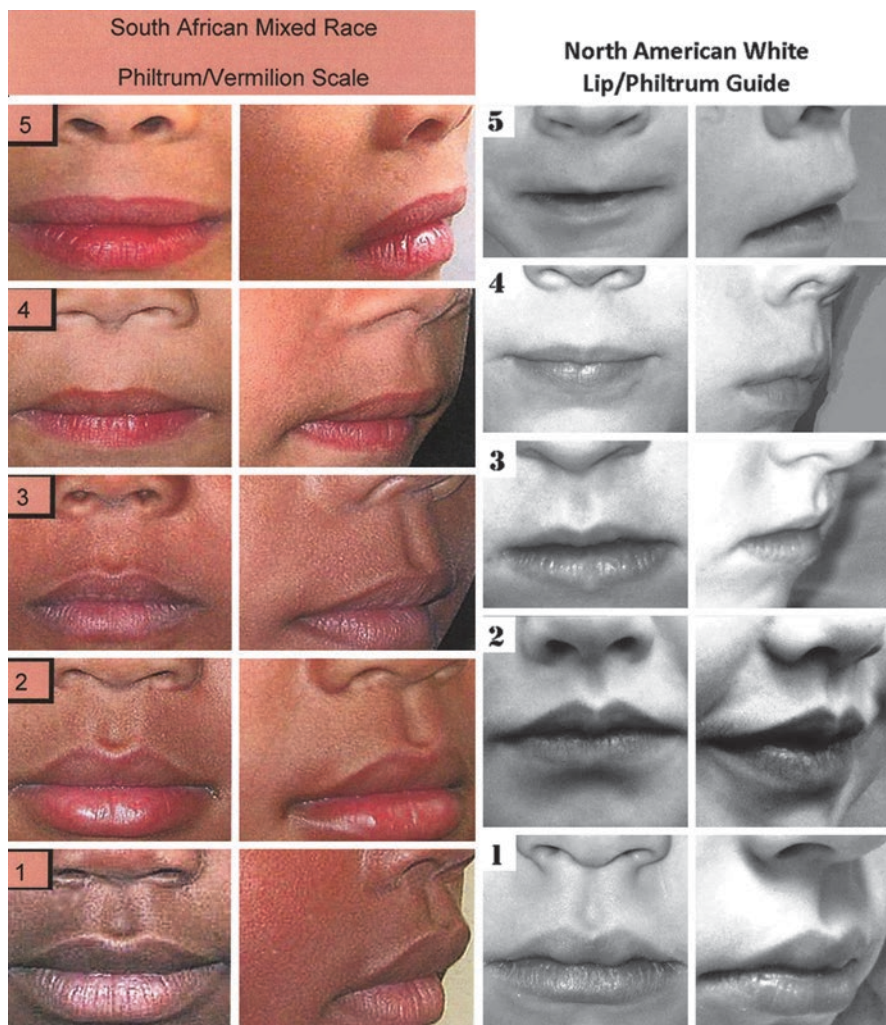 South African Mixed Race
Philtrum/Vermilion Scale
5
4
3
2
1
North American White
Lip/Philtrum Guide
5
4
3
2
1